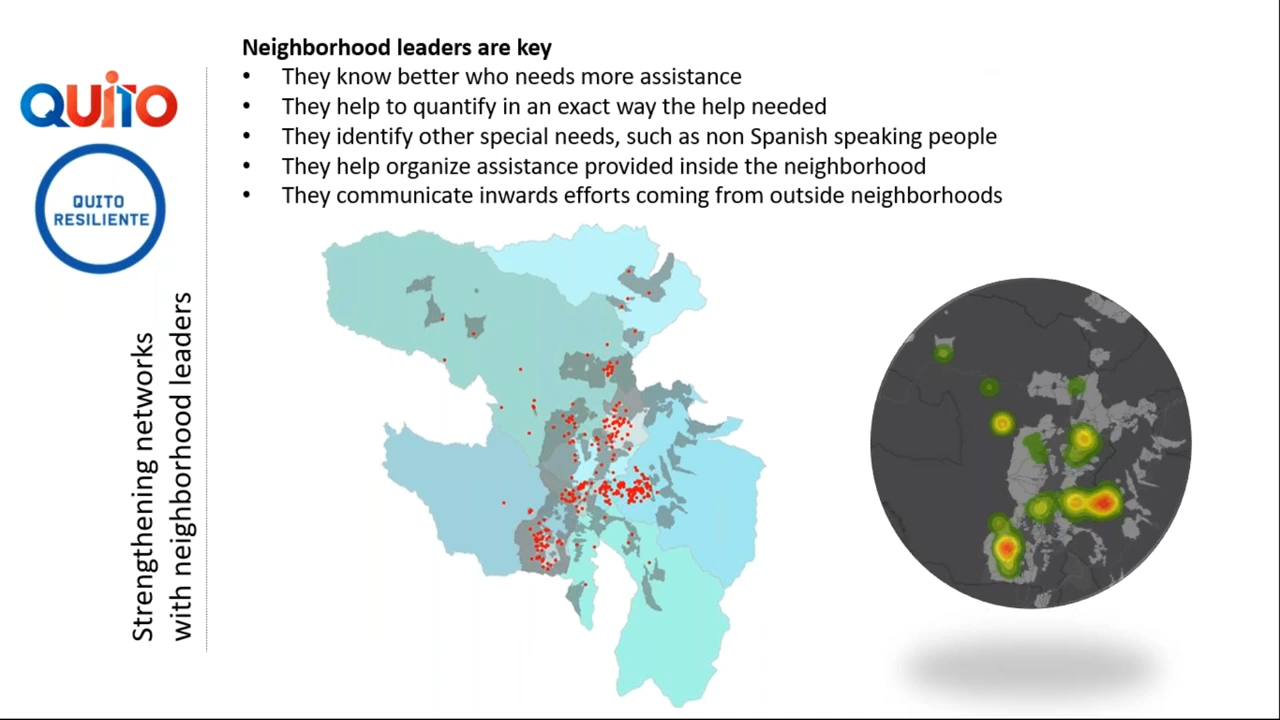 Neighborhood leaders are key
• They know better who needs more assistance
• They help to quantify in an exact way the help needed
• They identify other special needs, such as non Spanish speaking people
• They help organize assistance provided inside the neighborhood
• They communicate inwards efforts coming from outside neighborhoods
QUITO
QUITO
RESILIENTE
Strengthening networks
with neighborhood leaders